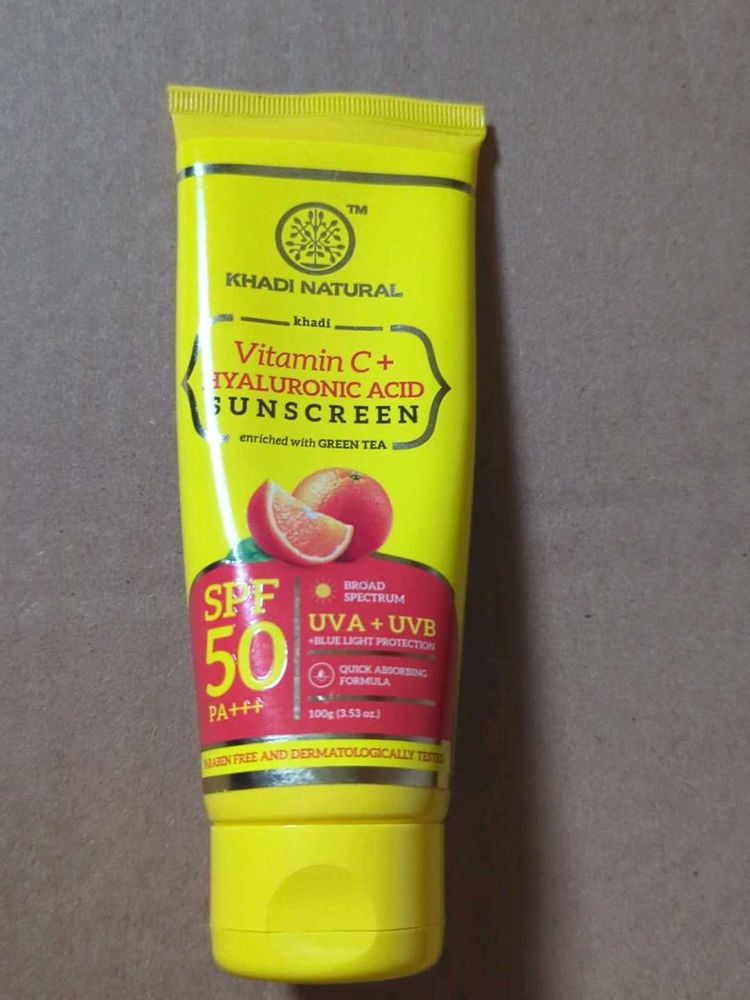 TM
KHADI NATURAL
khadi
Vitamin C +
HYALURONIC ACID
SUNSCREEN
enriched with GREEN TEA
SPF
50
PA+++
BROAD
SPECTRUM
UVA + UVB
+BLUE LIGHT PROTECTION
QUICK ABSORBING
FORMULA
100g (3.53 oz.)
PARABEN FREE AND DERMATOLOGICALLY TESTED